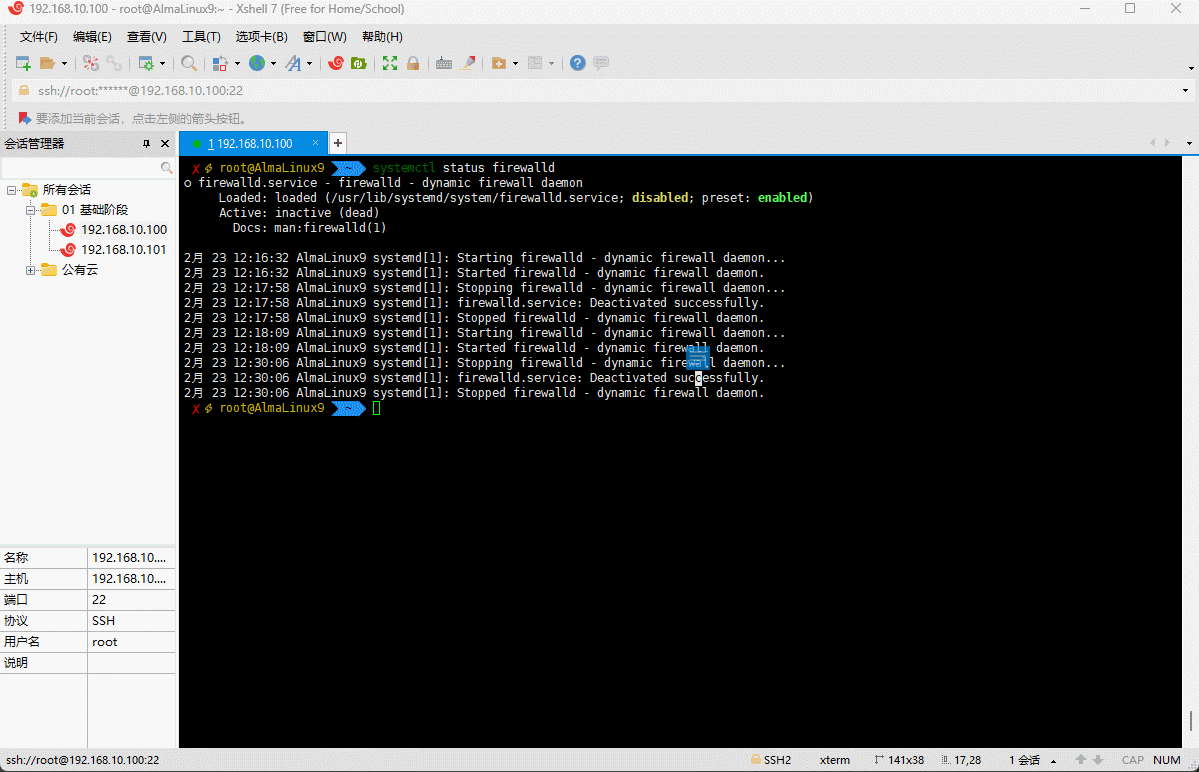 192.168.10.100 - root@AlmaLinux9:~ - Xshell 7 (Free for Home/School)
文件(F) 编辑(E) 查看(V) 工具(T) 选项卡(B) 窗口(W) 帮助(H)
ssh://root:******@192.168.10.100:22
要添加当前会话，点击左侧的箭头按钮。
会话管理器
1 192.168.10.100
所有会话
01 基础阶段
192.168.10.100
192.168.10.101
公有云
✗ ⚡ root@AlmaLinux9 ~ systemctl status firewalld
○ firewalld.service - firewalld - dynamic firewall daemon
Loaded: loaded (/usr/lib/systemd/system/firewalld.service; disabled; preset: enabled)
Active: inactive (dead)
Docs: man:firewalld(1)
2月 23 12:16:32 AlmaLinux9 systemd[1]: Starting firewalld - dynamic firewall daemon...
2月 23 12:16:32 AlmaLinux9 systemd[1]: Started firewalld - dynamic firewall daemon.
2月 23 12:17:58 AlmaLinux9 systemd[1]: Stopping firewalld - dynamic firewall daemon...
2月 23 12:17:58 AlmaLinux9 systemd[1]: firewalld.service: Deactivated successfully.
2月 23 12:17:58 AlmaLinux9 systemd[1]: Stopped firewalld - dynamic firewall daemon.
2月 23 12:18:09 AlmaLinux9 systemd[1]: Starting firewalld - dynamic firewall daemon...
2月 23 12:18:09 AlmaLinux9 systemd[1]: Started firewalld - dynamic firewall daemon.
2月 23 12:30:06 AlmaLinux9 systemd[1]: Stopping firewalld - dynamic firewall daemon...
2月 23 12:30:06 AlmaLinux9 systemd[1]: firewalld.service: Deactivated successfully.
2月 23 12:30:06 AlmaLinux9 systemd[1]: Stopped firewalld - dynamic firewall daemon.
✗ ⚡ root@AlmaLinux9 ~
名称 192.168.10....
主机 192.168.10....
端口 22
协议 SSH
用户名 root
说明
ssh://root@192.168.10.100:22 SSH2 xterm 141x38 17,28 1 会话 CAP NUM